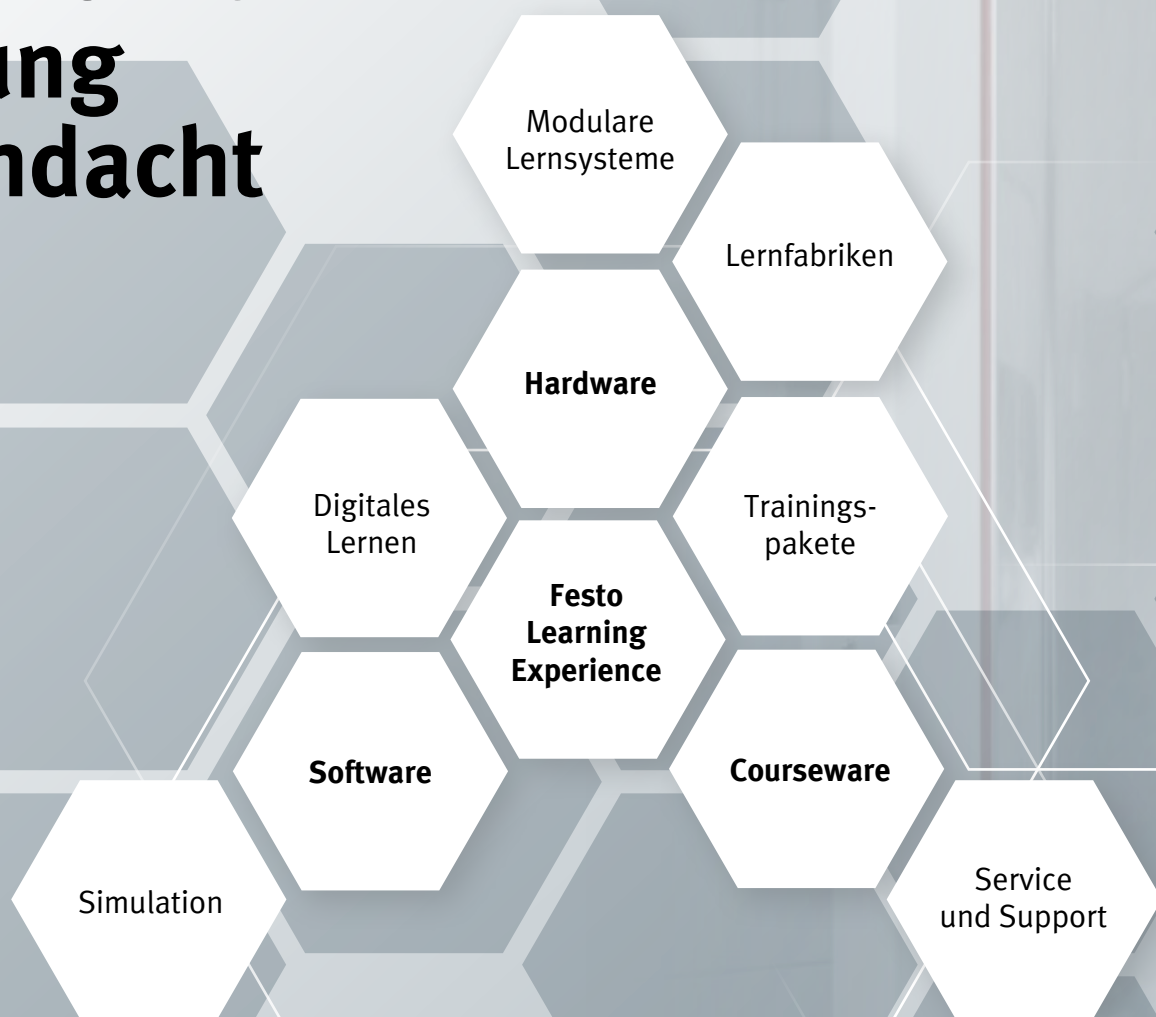 ung
ndacht
Modulare
Lernsysteme
Lernfabriken
Hardware
Digitales
Lernen
Trainings-
pakete
Festo
Learning
Experience
Software
Courseware
Simulation
Service
und Support